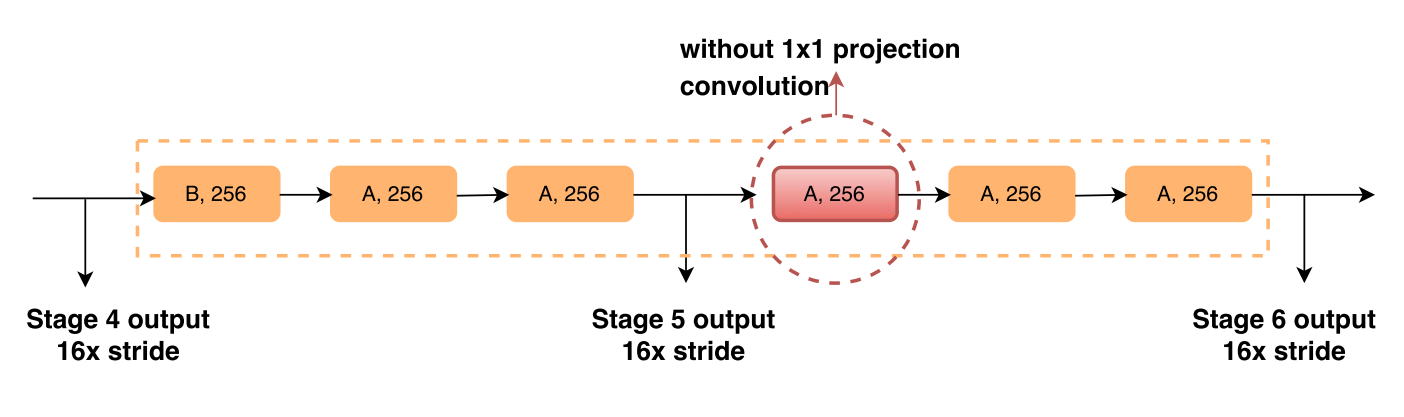 without 1x1 projection
convolution
B, 256
A, 256
A, 256
A, 256
A, 256
A, 256
Stage 4 output
16x stride
Stage 5 output
16x stride
Stage 6 output
16x stride